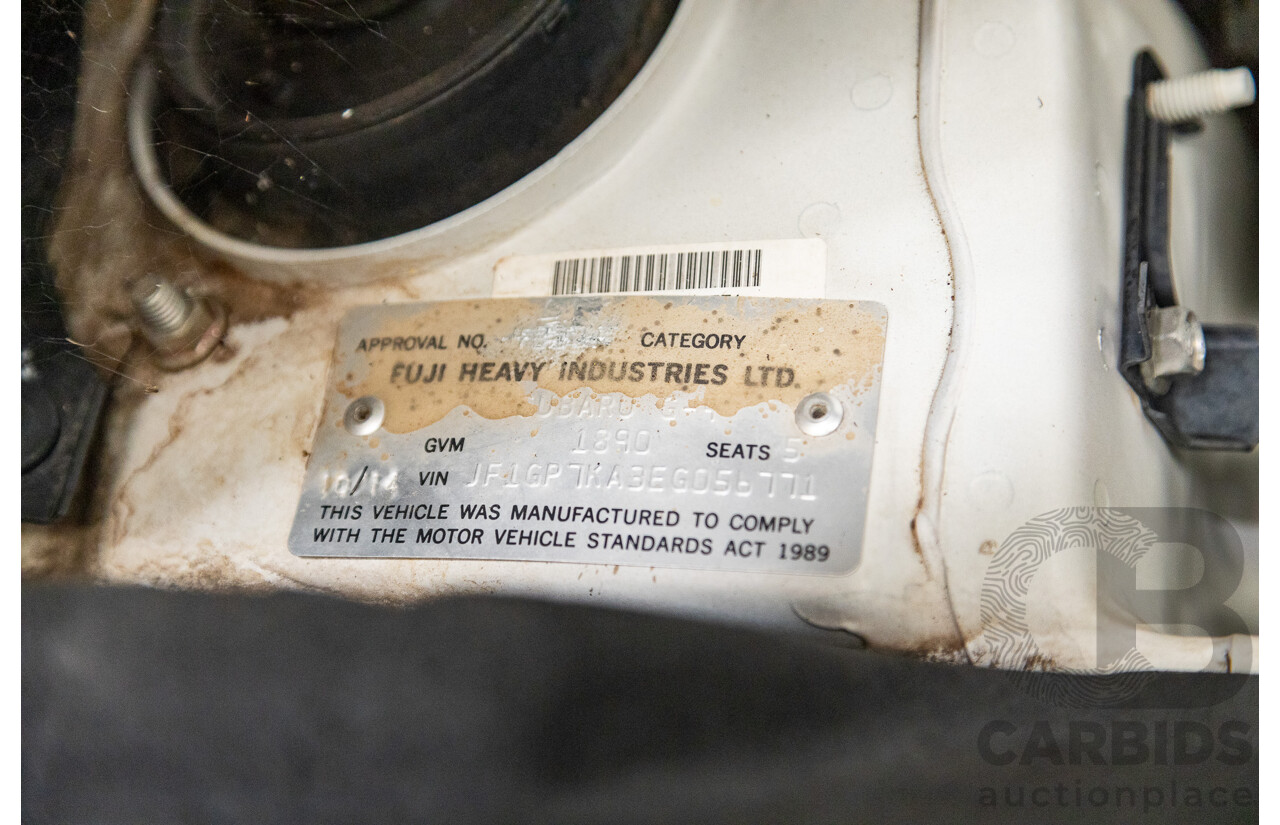 APPROVAL NO. CATEGORY
FUJI HEAVY INDUSTRIES LTD.
GVM 1890 SEATS 5
10/14 VIN JF1GP7KA3EG056771
THIS VEHICLE WAS MANUFACTURED TO COMPLY
WITH THE MOTOR VEHICLE STANDARDS ACT 1989
CB
CARBIDS
auctionplace